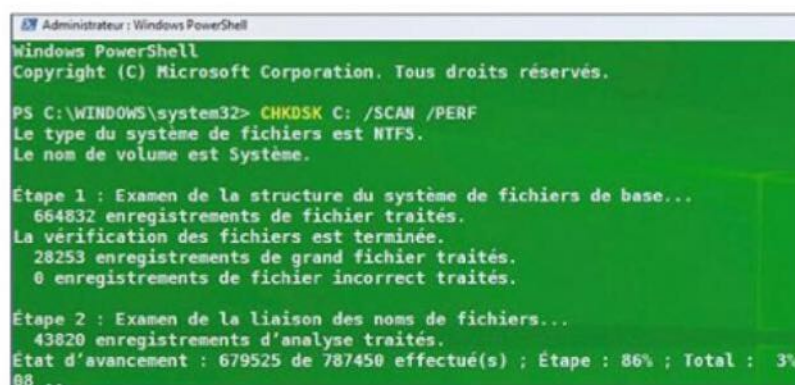 Administrateur : Windows PowerShell
Windows PowerShell
Copyright (C) Microsoft Corporation. Tous droits réservés.
PS C:\WINDOWS\system32> CHKDSK C: /SCAN /PERF
Le type du système de fichiers est NTFS.
Le nom de volume est Système.
Étape 1 : Examen de la structure du système de fichiers de base...
664832 enregistrements de fichier traités.
La vérification des fichiers est terminée.
28253 enregistrements de grand fichier traités.
0 enregistrements de fichier incorrect traités.
Étape 2 : Examen de la liaison des noms de fichiers...
43820 enregistrements d'analyse traités.
État d'avancement : 679525 de 787450 effectué(s) ; Étape : 86% ; Total : 3%
08 ..